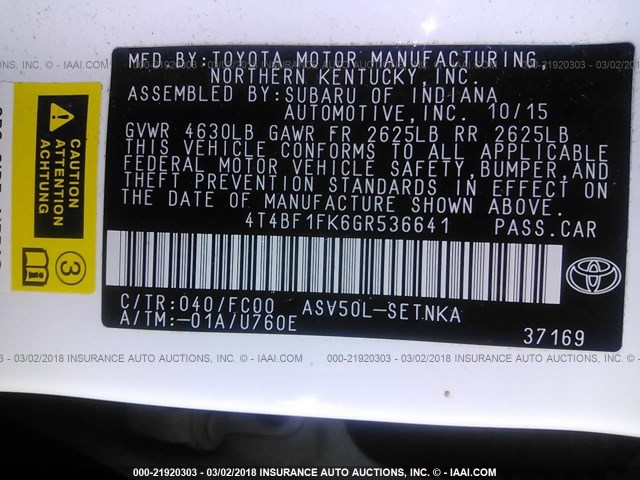 MFD BY: TOYOTA MOTOR MANUFACTURING,
NORTHERN KENTUCKY, INC.
ASSEMBLED BY: SUBARU OF INDIANA
AUTOMOTIVE, INC. 10/15
GVWR 4630LB GAWR FR 2625LB RR 2625LB
THIS VEHICLE CONFORMS TO ALL APPLICABLE
FEDERAL MOTOR VEHICLE SAFETY, BUMPER, AND
THEFT PREVENTION STANDARDS IN EFFECT ON
THE DATE OF MANUFACTURE SHOWN ABOVE.
4T4BF1FK6GR536641 PASS.CAR
C/TR:040/FC00 ASV50L-SETNKA
A/TM:-01A/U760E
37169
TOYOTA
CAUTION
ATTENTION
ACHTUNG
3
000-21920303 - 03/02/2018 INSURANCE AUTO AUCTIONS, INC. - © IAAI.COM